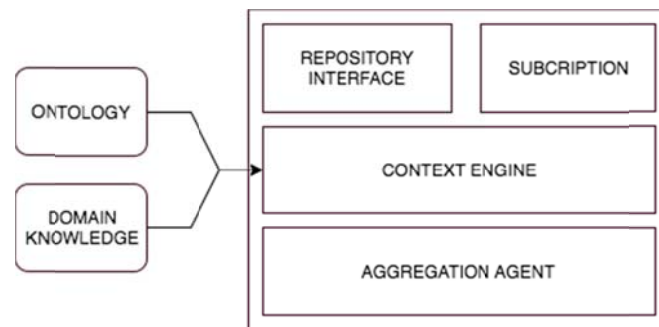 REPOSITORY
INTERFACE
SUBCRIPTION
ONTOLOGY
CONTEXT ENGINE
DOMAIN
KNOWLEDGE
AGGREGATION AGENT